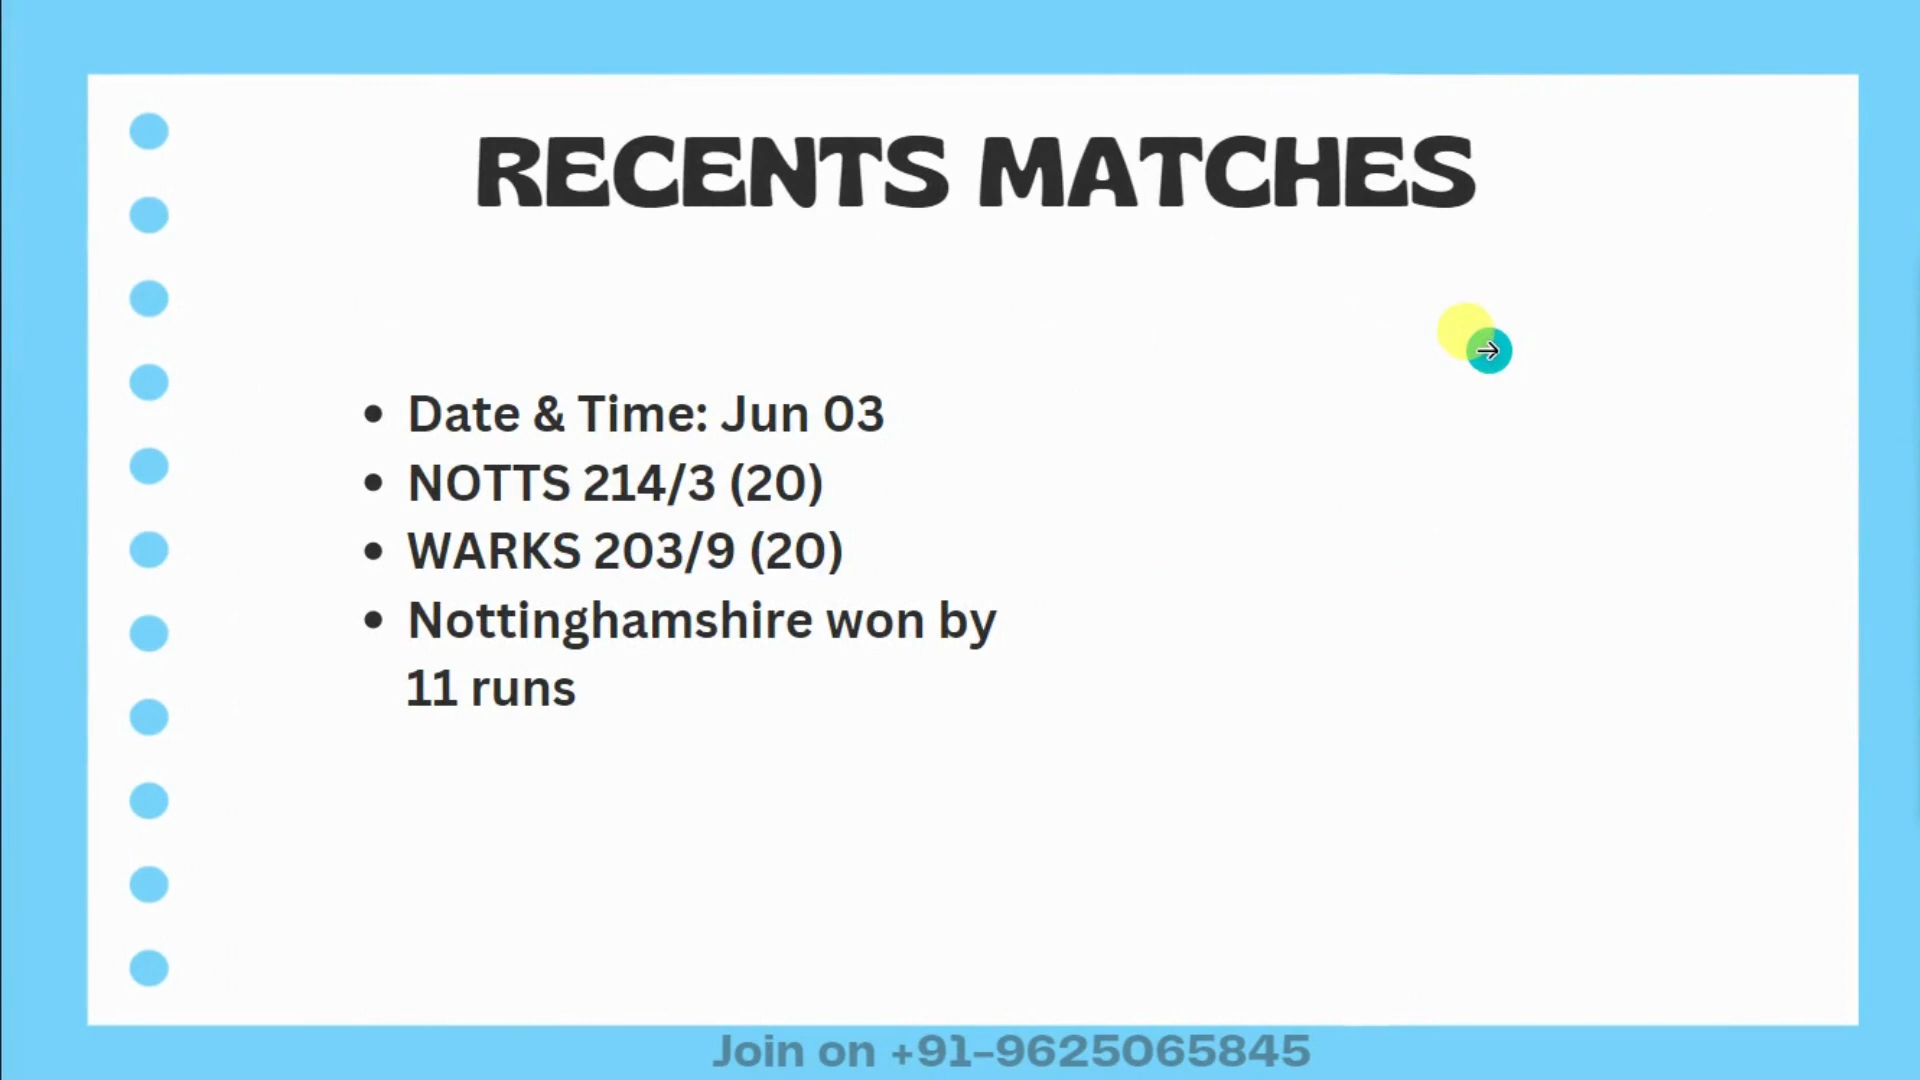 RECENTS MATCHES
• Date & Time: Jun 03
• NOTTS 214/3 (20)
• WARKS 203/9 (20)
• Nottinghamshire won by
11 runs
Join on +91-9625065845